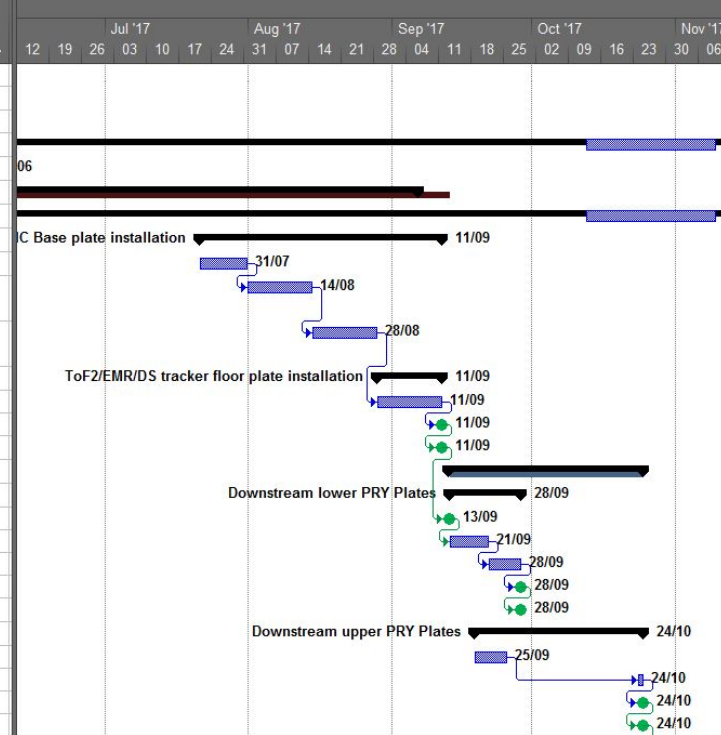 Jul '17 Aug '17 Sep '17 Oct '17 Nov '17
12 19 26 03 10 17 24 31 07 14 21 28 04 11 18 25 02 09 16 23 30 06
06
IC Base plate installation 11/09
31/07
14/08
28/08
ToF2/EMR/DS tracker floor plate installation 11/09
11/09
11/09
11/09
Downstream lower PRY Plates 28/09
13/09
21/09
28/09
28/09
28/09
Downstream upper PRY Plates 24/10
25/09
24/10
24/10
24/10